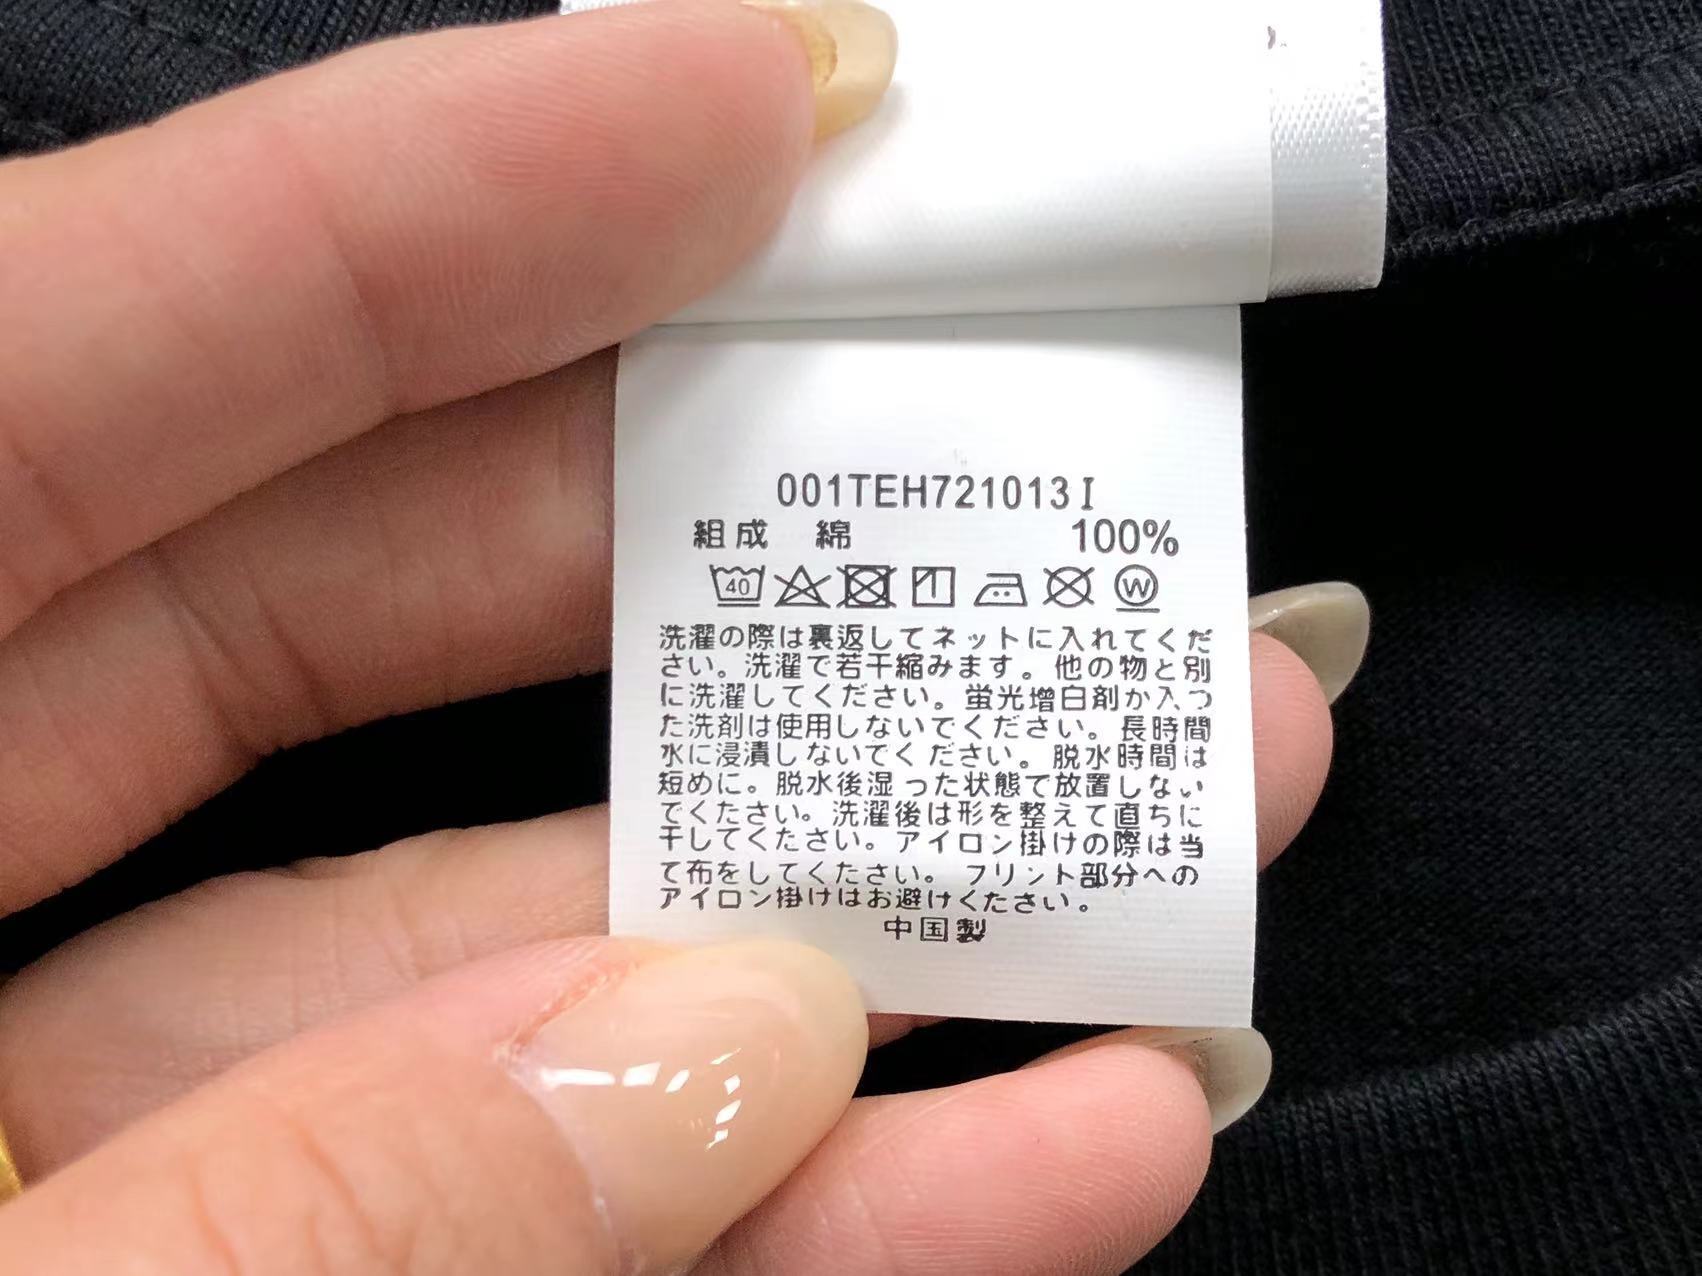 001TEH721013I
組成 綿 100%
40 W
洗濯の際は裏返してネットに入れてくだ
さい。洗濯で若干縮みます。他の物と別
に洗濯してください。蛍光増白剤か入つ
た洗剤は使用しないでください。長時間
水に浸漬しないでください。脱水時間は
短めに。脱水後湿った状態て放置しない
でください。洗濯後は形を整えて直ちに
干してください。アイロン掛けの際は当
て布をしてください。フリント部分への
アイロン掛けはお避けください。
中国製